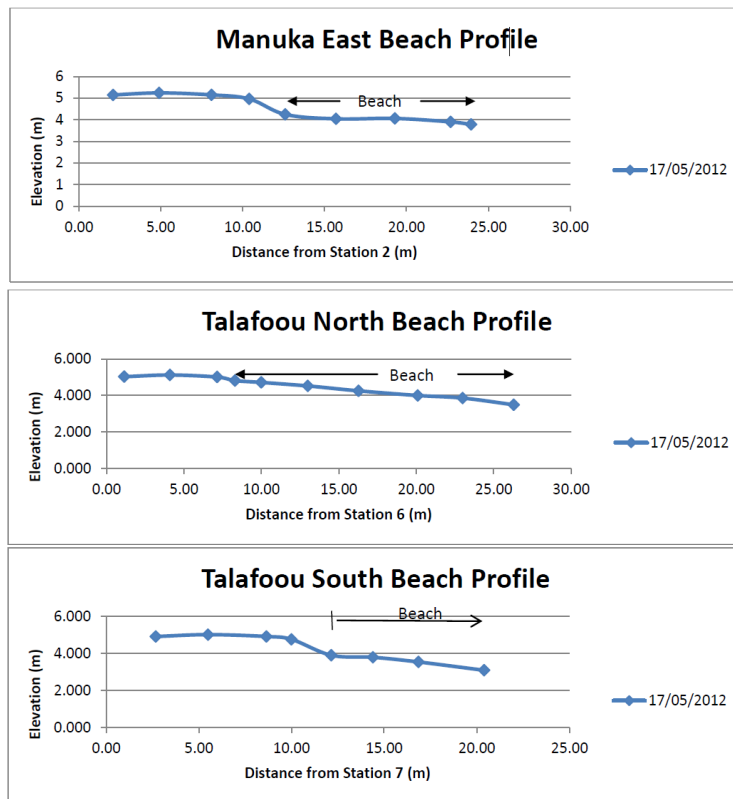 Manuka East Beach Profile
6
5
4
3
2
1
0
Beach
Elevation (m)
0.00 5.00 10.00 15.00 20.00 25.00 30.00
Distance from Station 2 (m)
17/05/2012
Talafoou North Beach Profile
6.000
4.000
2.000
0.000
Beach
Elevation (m)
0.00 5.00 10.00 15.00 20.00 25.00 30.00
Distance from Station 6 (m)
17/05/2012
Talafoou South Beach Profile
6.000
4.000
2.000
0.000
Beach
Elevation (m)
0.00 5.00 10.00 15.00 20.00 25.00
Distance from Station 7 (m)
17/05/2012